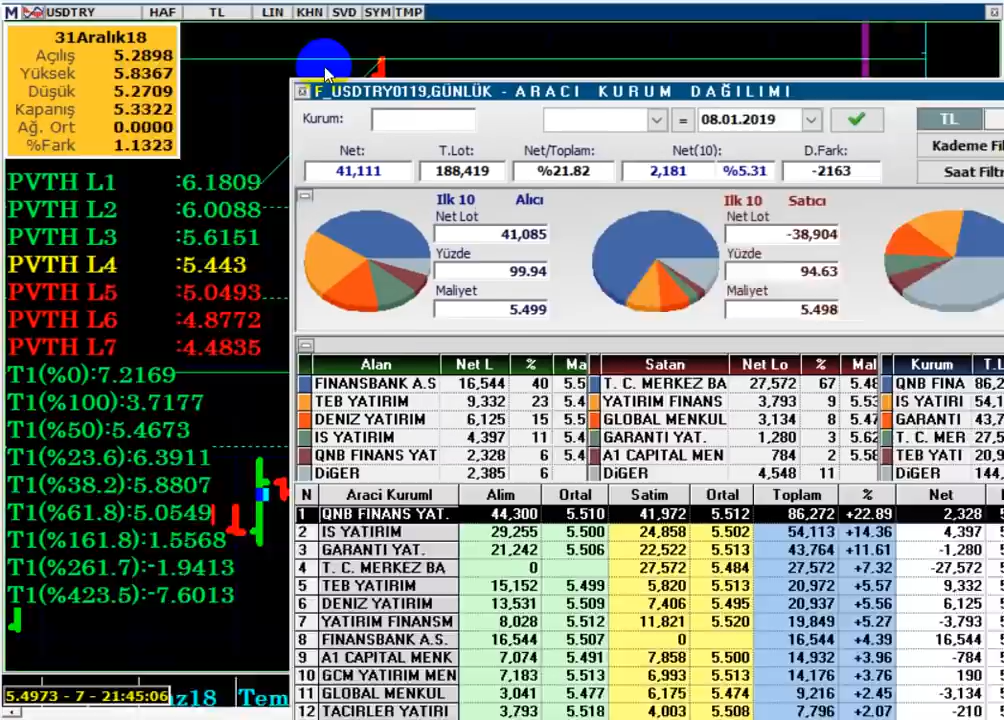 M USDTRY HAF TL LIN KHN SVD SYM TMP
31Aralık18
Açılış 5.2898
Yüksek 5.8367
Düşük 5.2709
Kapanış 5.3322
Ağ. Ort 0.0000
%Fark 1.1323
PVTH L1 :6.1809
PVTH L2 :6.0088
PVTH L3 :5.6151
PVTH L4 :5.443
PVTH L5 :5.0493
PVTH L6 :4.8772
PVTH L7 :4.4835
T1(%0):7.2169
T1(%100):3.7177
T1(%50):5.4673
T1(%23.6):6.3911
T1(%38.2):5.8807
T1(%61.8):5.0549
T1(%161.8):1.5568
T1(%261.7):-1.9413
T1(%423.5):-7.6013
5.4973 - 7 - 21:45:06 z18 Tem
F_USDTRY0119,GÜNLÜK - ARACI KURUM DAĞILIMI
Kurum: = 08.01.2019 TL
Kademe Fil
Saat Filtr
Net: T.Lot: Net/Toplam: Net(10): D.Fark:
41,111 188,419 %21.82 2,181 %5.31 -2163
Ilk 10 Alıcı
Net Lot
41,085
Yüzde
99.94
Maliyet
5.499
Ilk 10 Satıcı
Net Lot
-38,904
Yüzde
94.63
Maliyet
5.498
Alan Net L % Ma Satan Net Lo % Mal Kurum T.L
FINANSBANK A.S 16,544 40 5.5 T. C. MERKEZ BA 27,572 67 5.48 QNB FINA 86,2
TEB YATIRIM 9,332 23 5.4 YATIRIM FINANS 3,793 9 5.53 IS YATIRI 54,1
DENIZ YATIRIM 6,125 15 5.5 GLOBAL MENKUL 3,134 8 5.47 GARANTI 43,7
IS YATIRIM 4,397 11 5.4 GARANTI YAT. 1,280 3 5.62 T. C. MER 27,5
QNB FINANS YAT 2,328 6 5.4 A1 CAPITAL MEN 784 2 5.58 TEB YATI 20,9
DiGER 2,385 6 DiGER 4,548 11 DiGER 144,
N Araci Kuruml Alim Ortal Satim Ortal Toplam % Net
1 QNB FINANS YAT. 44,300 5.510 41,972 5.512 86,272 +22.89 2,328
2 IS YATIRIM 29,255 5.500 24,858 5.502 54,113 +14.36 4,397
3 GARANTI YAT. 21,242 5.506 22,522 5.513 43,764 +11.61 -1,280
4 T. C. MERKEZ BA 0 27,572 5.484 27,572 +7.32 -27,572
5 TEB YATIRIM 15,152 5.499 5,820 5.513 20,972 +5.57 9,332
6 DENIZ YATIRIM 13,531 5.509 7,406 5.495 20,937 +5.56 6,125
7 YATIRIM FINANSM 8,028 5.512 11,821 5.520 19,849 +5.27 -3,793
8 FINANSBANK A.S. 16,544 5.507 0 16,544 +4.39 16,544
9 A1 CAPITAL MENK 7,074 5.491 7,858 5.500 14,932 +3.96 -784
10 GCM YATIRIM MEN 7,183 5.513 6,993 5.513 14,176 +3.76 190
11 GLOBAL MENKUL 3,041 5.477 6,175 5.474 9,216 +2.45 -3,134
12 TACIRLER YATIRI 3,793 5.518 4,003 5.508 7,796 +2.07 -210